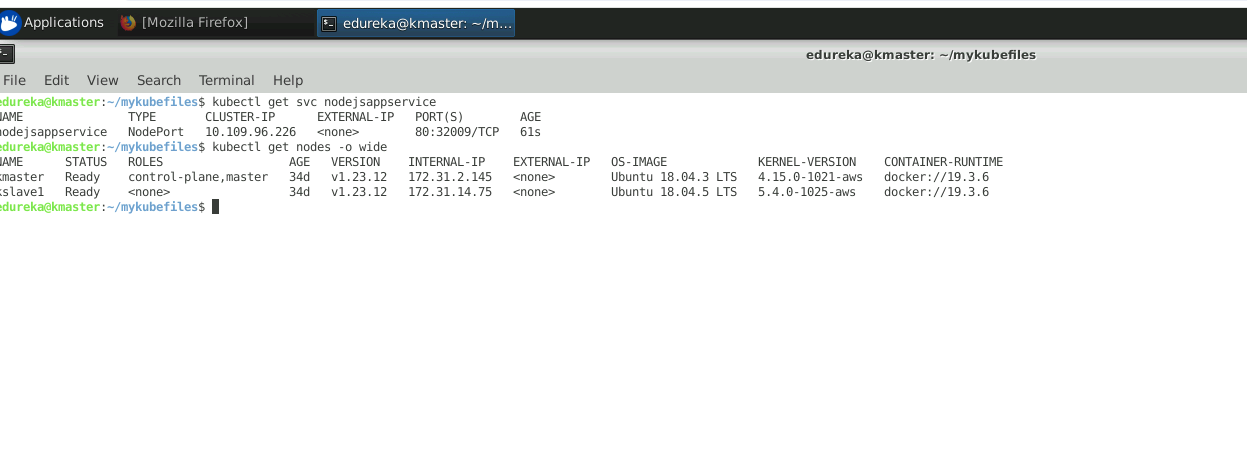 Applications [Mozilla Firefox] edureka@kmaster: ~/m...
edureka@kmaster: ~/mykubefiles
File Edit View Search Terminal Help
edureka@kmaster:~/mykubefiles$ kubectl get svc nodejsappservice
NAME TYPE CLUSTER-IP EXTERNAL-IP PORT(S) AGE
nodejsappservice NodePort 10.109.96.226 <none> 80:32009/TCP 61s
edureka@kmaster:~/mykubefiles$ kubectl get nodes -o wide
NAME STATUS ROLES AGE VERSION INTERNAL-IP EXTERNAL-IP OS-IMAGE KERNEL-VERSION CONTAINER-RUNTIME
kmaster Ready control-plane,master 34d v1.23.12 172.31.2.145 <none> Ubuntu 18.04.3 LTS 4.15.0-1021-aws docker://19.3.6
kslave1 Ready <none> 34d v1.23.12 172.31.14.75 <none> Ubuntu 18.04.5 LTS 5.4.0-1025-aws docker://19.3.6
edureka@kmaster:~/mykubefiles$